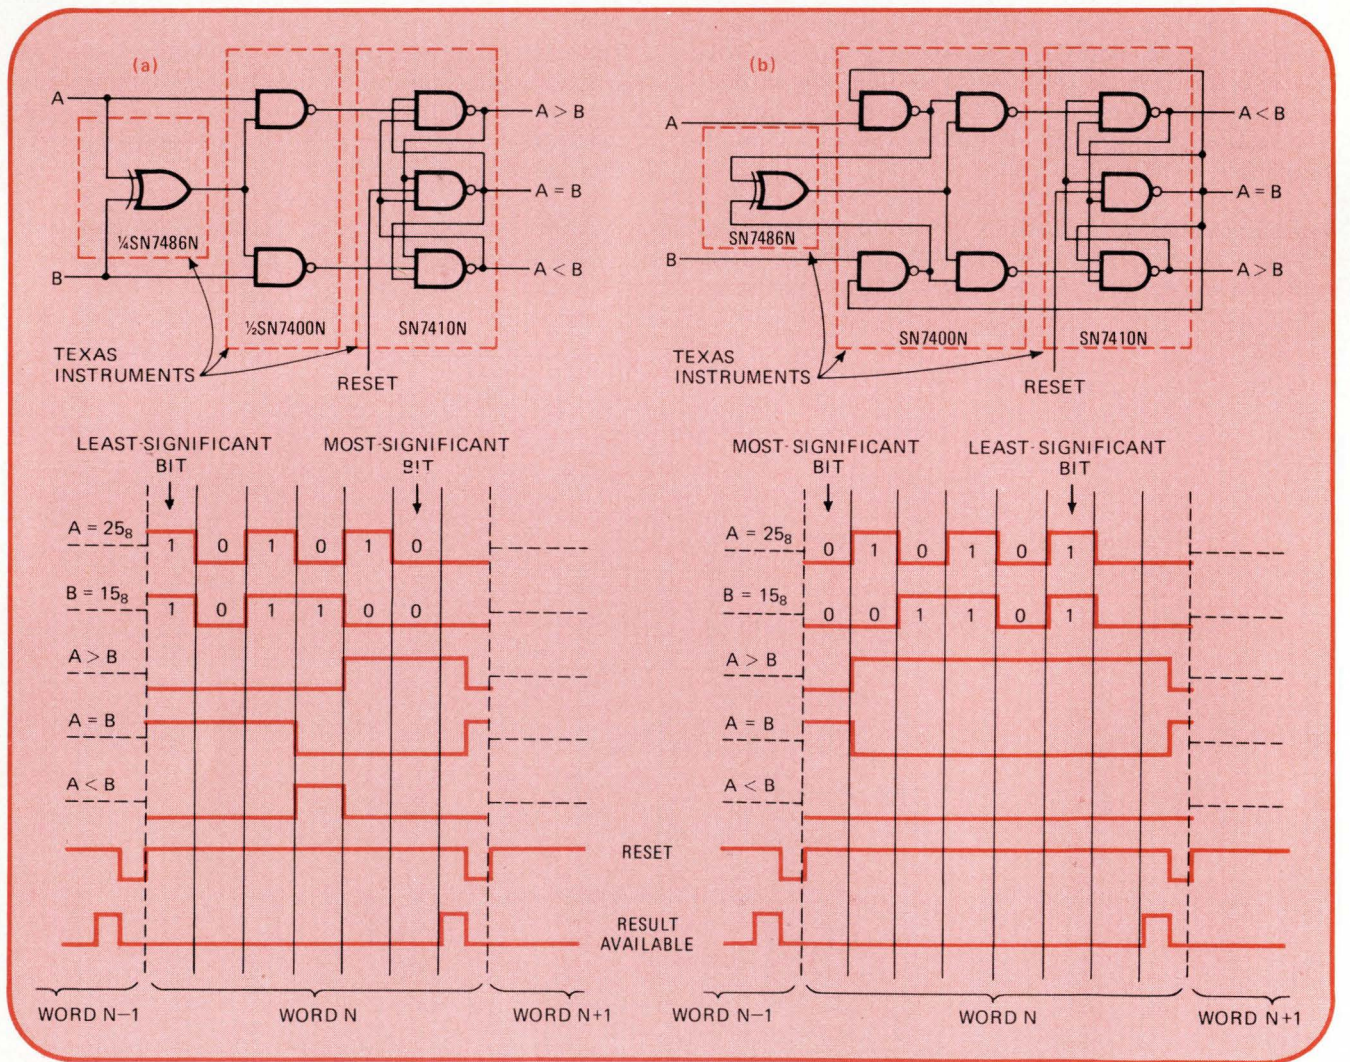 (a)
A
B
¼SN7486N
½SN7400N
SN7410N
A > B
A = B
A < B
TEXAS
INSTRUMENTS
RESET
(b)
A
B
SN7486N
SN7400N
SN7410N
A < B
A = B
A > B
TEXAS
INSTRUMENTS
RESET
LEAST-SIGNIFICANT
BIT
MOST-SIGNIFICANT
BIT
A = 25₈
1 0 1 0 1 0
B = 15₈
1 0 1 1 0 0
A > B
A = B
A < B
MOST-SIGNIFICANT
BIT
LEAST-SIGNIFICANT
BIT
A = 25₈
0 1 0 1 0 1
B = 15₈
0 0 1 1 0 1
A > B
A = B
A < B
RESET
RESULT
AVAILABLE
WORD N−1
WORD N
WORD N+1
WORD N−1
WORD N
WORD N+1